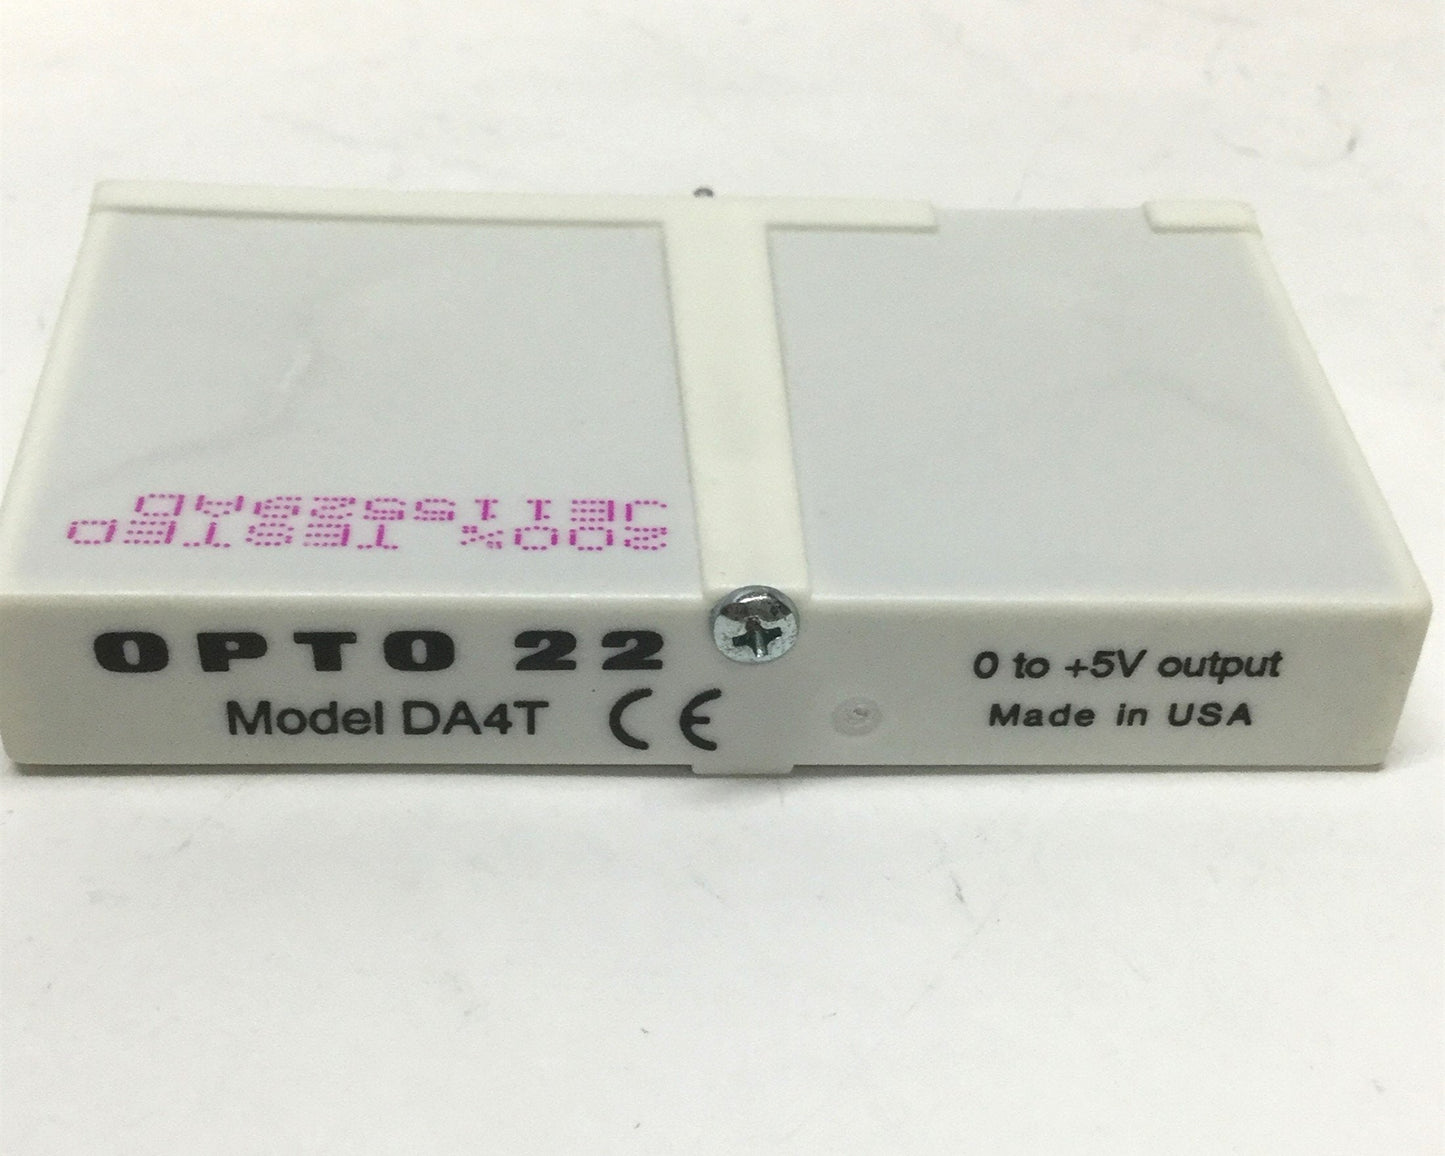 200% TESTED
OPTO 22
Model DA4T CE
0 to +5V output
Made in USA